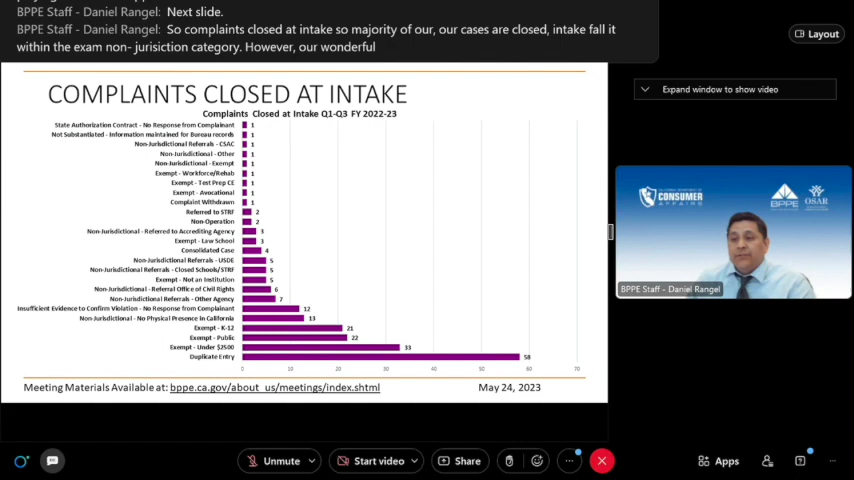 BPPE Staff - Daniel Rangel: Next slide.
BPPE Staff - Daniel Rangel: So complaints closed at intake so majority of our, our cases are closed, intake fall it
within the exam non- jurisiction category. However, our wonderful
Layout
COMPLAINTS CLOSED AT INTAKE
Complaints Closed at Intake Q1-Q3 FY 2022-23
State Authorization Contract - No Response from Complainant 1
Not Substantiated - Information maintained for Bureau records 1
Non-Jurisdictional Referrals - CSAC 1
Non-Jurisdictional - Other 1
Non-Jurisdictional - Exempt 1
Exempt - Workforce/Rehab 1
Exempt - Test Prep CE 1
Exempt - Avocational 1
Complaint Withdrawn 1
Referred to STRF 2
Non-Operation 2
Non-Jurisdictional - Referred to Accrediting Agency 3
Exempt - Law School 3
Consolidated Case 4
Non-Jurisdictional Referrals - USDE 5
Non-Jurisdictional Referrals - Closed Schools/STRF 5
Exempt - Not an Institution 5
Non-Jurisdictional - Referral Office of Civil Rights 6
Non-Jurisdictional Referrals - Other Agency 7
Insufficient Evidence to Confirm Violation - No Response from Complainant 12
Non-Jurisdictional - No Physical Presence in California 13
Exempt - K-12 21
Exempt - Public 22
Exempt - Under $2500 33
Duplicate Entry 58
0 10 20 30 40 50 60 70
Meeting Materials Available at: bppe.ca.gov/about_us/meetings/index.shtml May 24, 2023
Expand window to show video
CONSUMER
AFFAIRS
BPPE
OSAR
BPPE Staff - Daniel Rangel
Unmute
Start video
Share
Apps